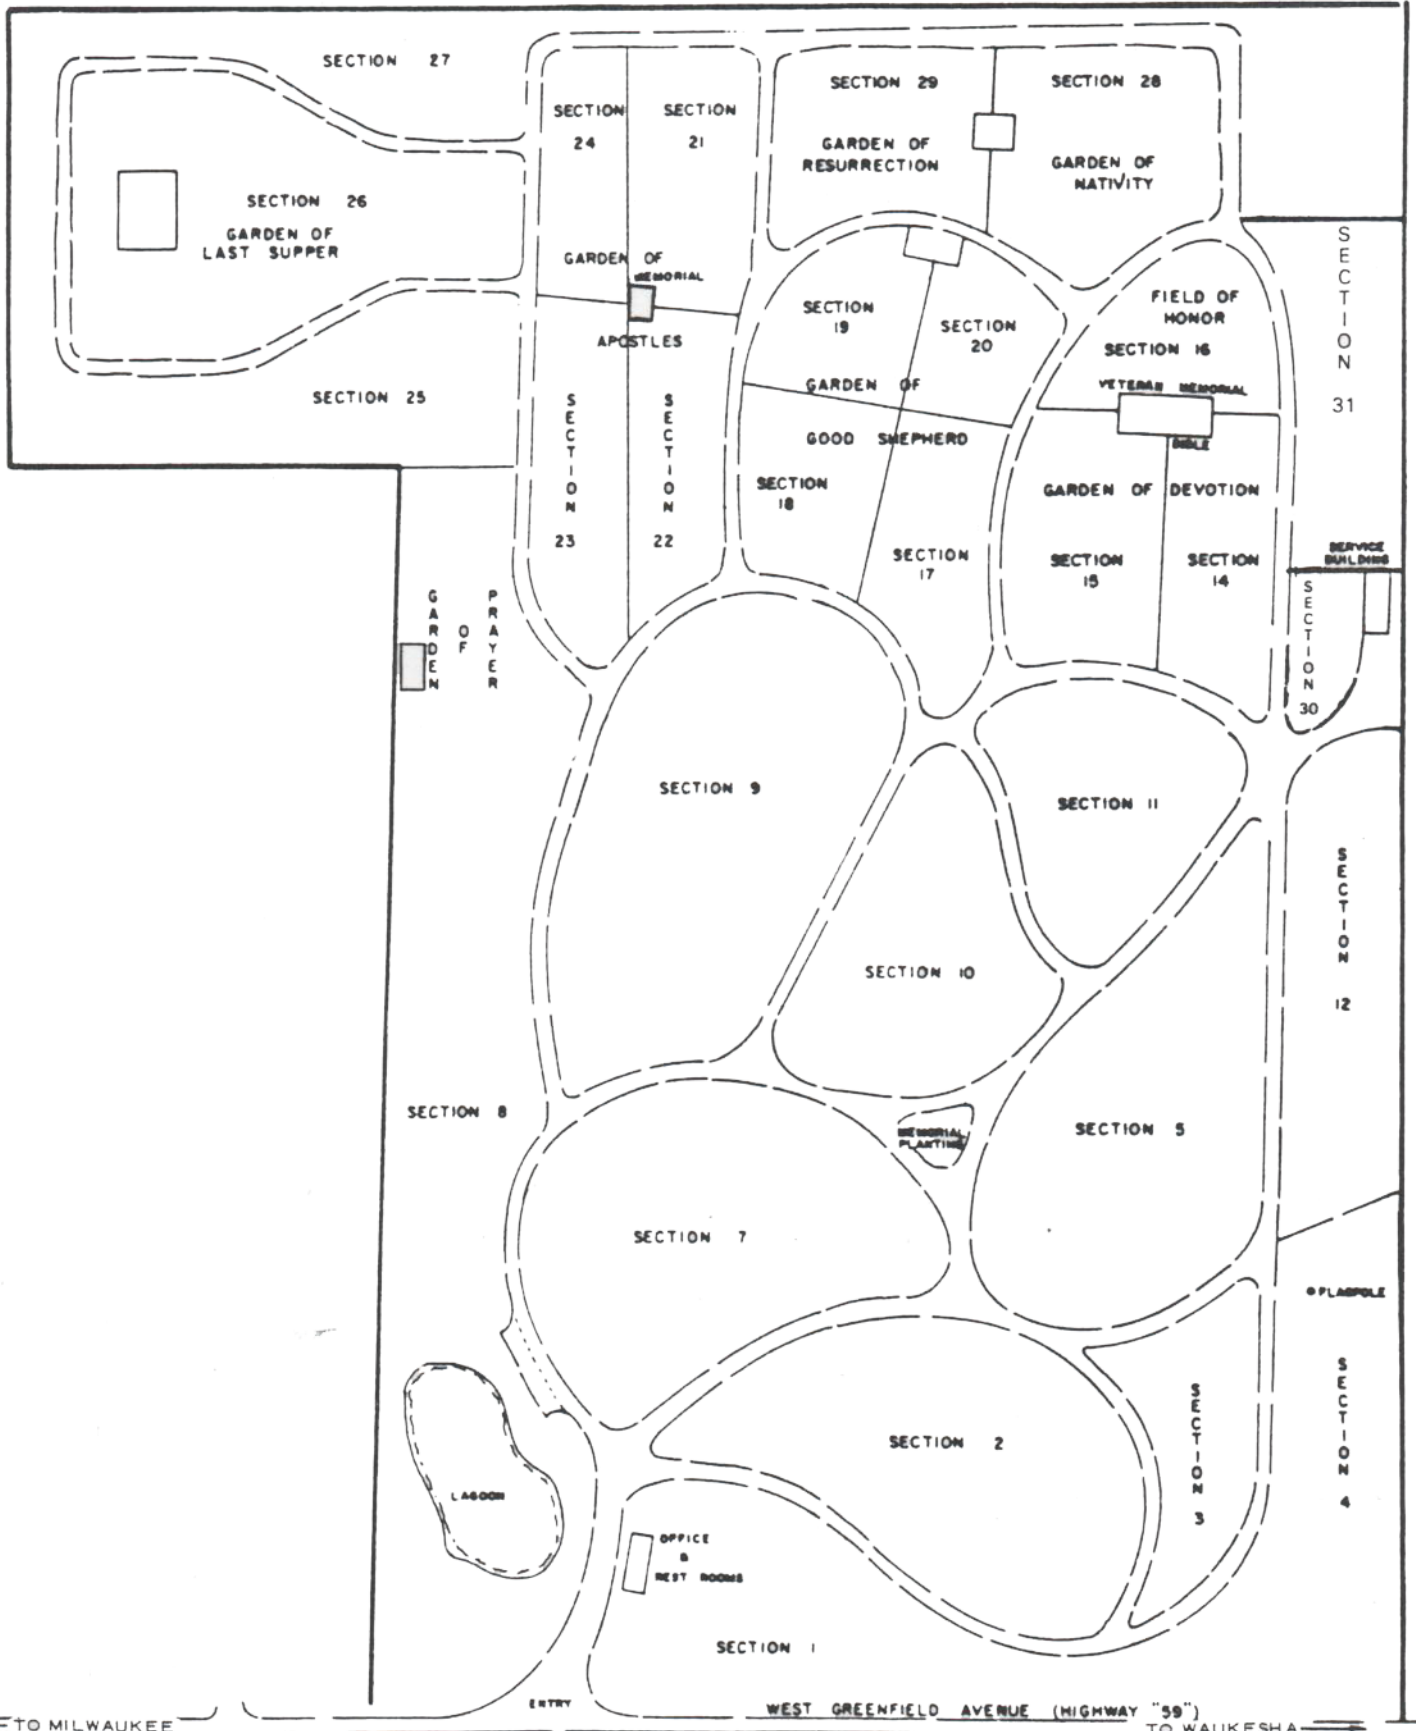 SECTION 27
SECTION 24
SECTION 21
SECTION 29
GARDEN OF
RESURRECTION
SECTION 28
GARDEN OF
NATIVITY
SECTION 26
GARDEN OF
LAST SUPPER
GARDEN OF
MEMORIAL
APOSTLES
SECTION 19
SECTION 20
GARDEN OF
GOOD SHEPHERD
FIELD OF
HONOR
SECTION 16
VETERAN MEMORIAL
BIBLE
SECTION 31
SECTION 25
SECTION 23
SECTION 22
SECTION 18
SECTION 17
GARDEN OF DEVOTION
SECTION 15
SECTION 14
SERVICE
BUILDING
SECTION 30
GARDEN
OF
PRAYER
SECTION 9
SECTION 11
SECTION 10
SECTION 12
SECTION 8
MEMORIAL
PLANTING
SECTION 5
SECTION 7
FLAGPOLE
SECTION 2
SECTION 3
SECTION 4
LAGOON
OFFICE
&
REST ROOMS
SECTION 1
ENTRY
WEST GREENFIELD AVENUE (HIGHWAY "59")
TO MILWAUKEE
TO WAUKESHA